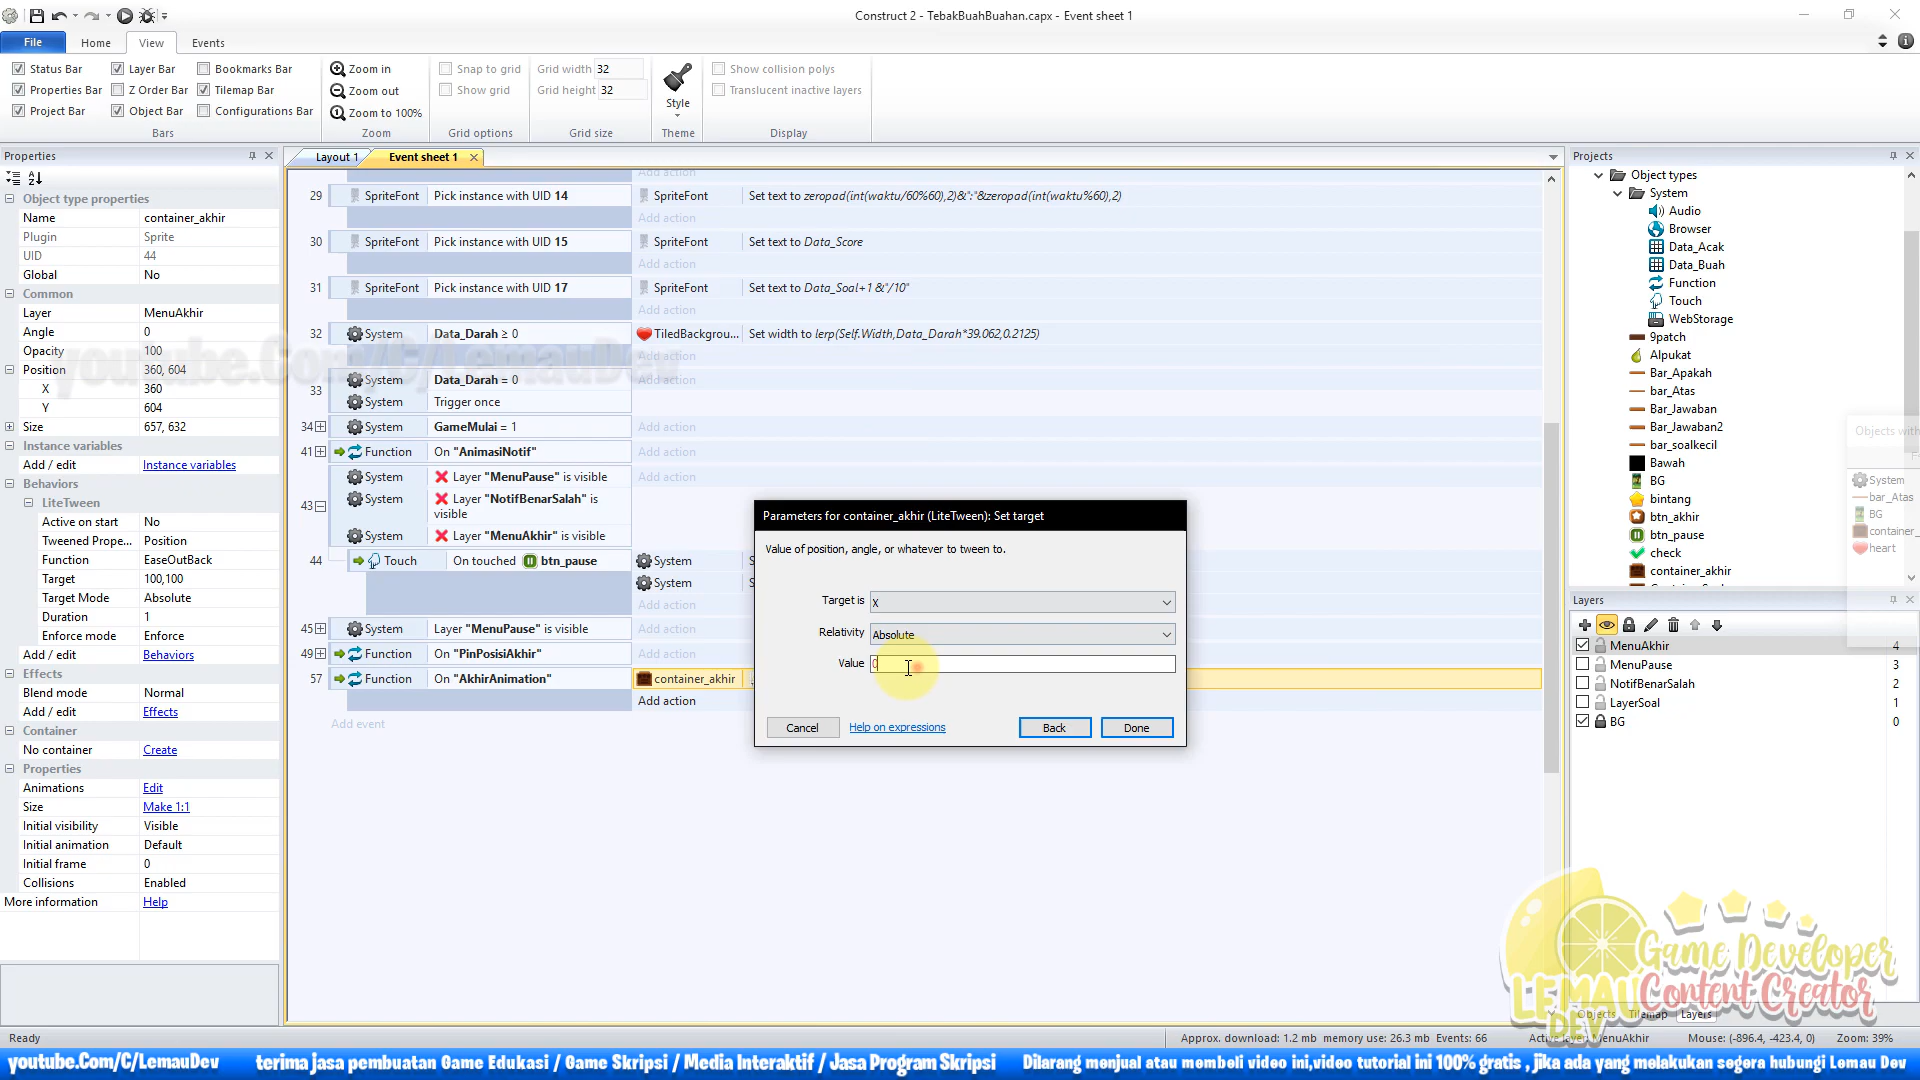 Construct 2 - TebakBuahBuahan.capx - Event sheet 1
File
Home
View
Events
Status Bar
Layer Bar
Bookmarks Bar
Properties Bar
Z Order Bar
Tilemap Bar
Project Bar
Object Bar
Configurations Bar
Bars
Zoom in
Zoom out
Zoom to 100%
Zoom
Snap to grid
Show grid
Grid options
Grid width 32
Grid height 32
Grid size
Style
Theme
Show collision polys
Translucent inactive layers
Display
Properties
Object type properties
Name container_akhir
Plugin Sprite
UID 44
Global No
Common
Layer MenuAkhir
Angle 0
Opacity 100
Position 360, 604
X 360
Y 604
Size 657, 632
Instance variables
Add / edit Instance variables
Behaviors
LiteTween
Active on start No
Tweened Prope... Position
Function EaseOutBack
Target 100,100
Target Mode Absolute
Duration 1
Enforce mode Enforce
Add / edit Behaviors
Effects
Blend mode Normal
Add / edit Effects
Container
No container Create
Properties
Animations Edit
Size Make 1:1
Initial visibility Visible
Initial animation Default
Initial frame 0
Collisions Enabled
More information Help
Layout 1
Event sheet 1
Add action
29 SpriteFont Pick instance with UID 14 SpriteFont Set text to zeropad(int(waktu/60%60),2)&":"&zeropad(int(waktu%60),2)
Add action
30 SpriteFont Pick instance with UID 15 SpriteFont Set text to Data_Score
Add action
31 SpriteFont Pick instance with UID 17 SpriteFont Set text to Data_Soal+1 &"/10"
Add action
32 System Data_Darah ≥ 0 TiledBackgrou... Set width to lerp(Self.Width,Data_Darah*39.062,0.2125)
Add action
youtube.Com/C/LemauDev
33 System Data_Darah = 0 Add action
System Trigger once
34 System GameMulai = 1 Add action
41 Function On "AnimasiNotif" Add action
43 System Layer "MenuPause" is visible Add action
System Layer "NotifBenarSalah" is
visible
System Layer "MenuAkhir" is visible
44 Touch On touched btn_pause System S
System S
Add action
45 System Layer "MenuPause" is visible Add action
49 Function On "PinPosisiAkhir" Add action
57 Function On "AkhirAnimation" container_akhir
Add action
Add event
Parameters for container_akhir (LiteTween): Set target
Value of position, angle, or whatever to tween to.
Target is X
Relativity Absolute
Value 0
Cancel
Help on expressions
Back
Done
Projects
Object types
System
Audio
Browser
Data_Acak
Data_Buah
Function
Touch
WebStorage
9patch
Alpukat
Bar_Apakah
bar_Atas
Bar_Jawaban
Bar_Jawaban2
bar_soalkecil
Bawah
BG
bintang
btn_akhir
btn_pause
check
container_akhir
Objects with
System
bar_Atas
BG
container_
heart
Layers
MenuAkhir 4
MenuPause 3
NotifBenarSalah 2
LayerSoal 1
BG 0
LEMAU
DEV
Game Developer
Content Creator
Objects
Tilemap
Layers
Ready
Approx. download: 1.2 mb memory use: 26.3 mb Events: 66
Active layer: MenuAkhir
Mouse: (-896.4, -423.4, 0)
Zoom: 39%
youtube.Com/C/LemauDev
terima jasa pembuatan Game Edukasi / Game Skripsi / Media Interaktif / Jasa Program Skripsi
Dilarang menjual atau membeli video ini,video tutorial ini 100% gratis , jika ada yang melakukan segera hubungi Lemau Dev